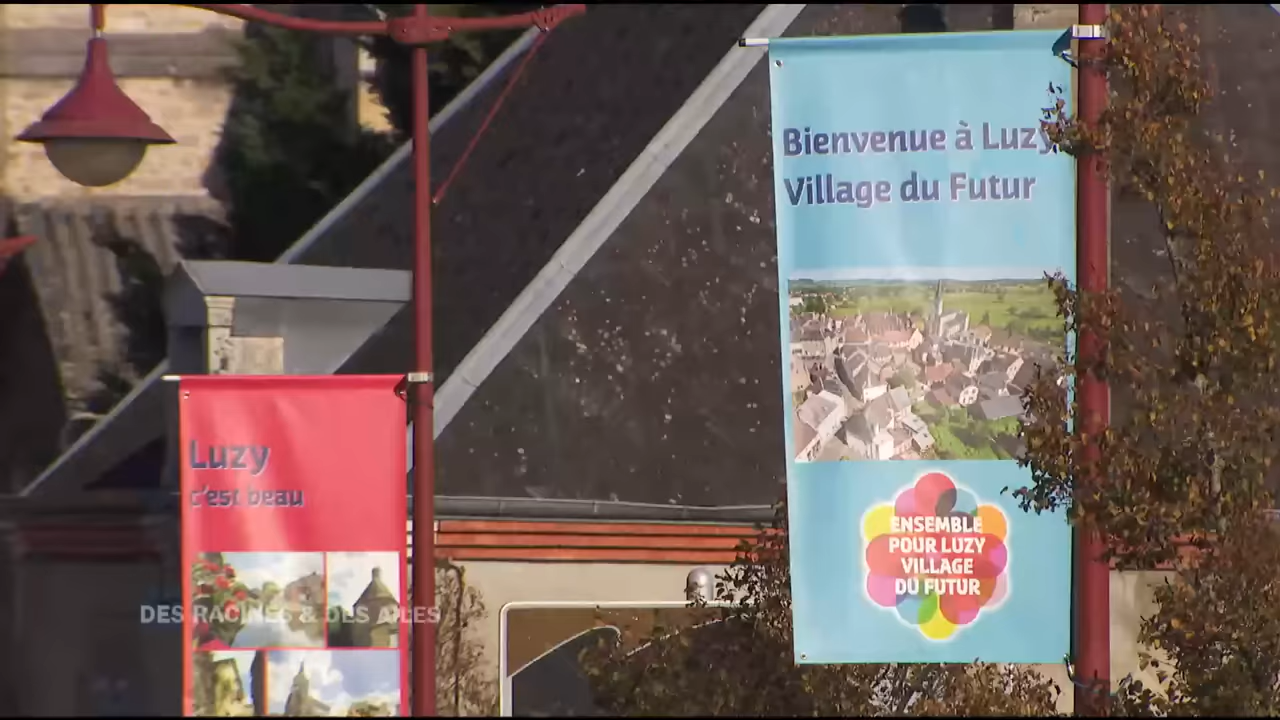 Bienvenue à Luzy
Village du Futur
ENSEMBLE
POUR LUZY
VILLAGE
DU FUTUR
Luzy
c'est beau
DES RACINES & DES AILES